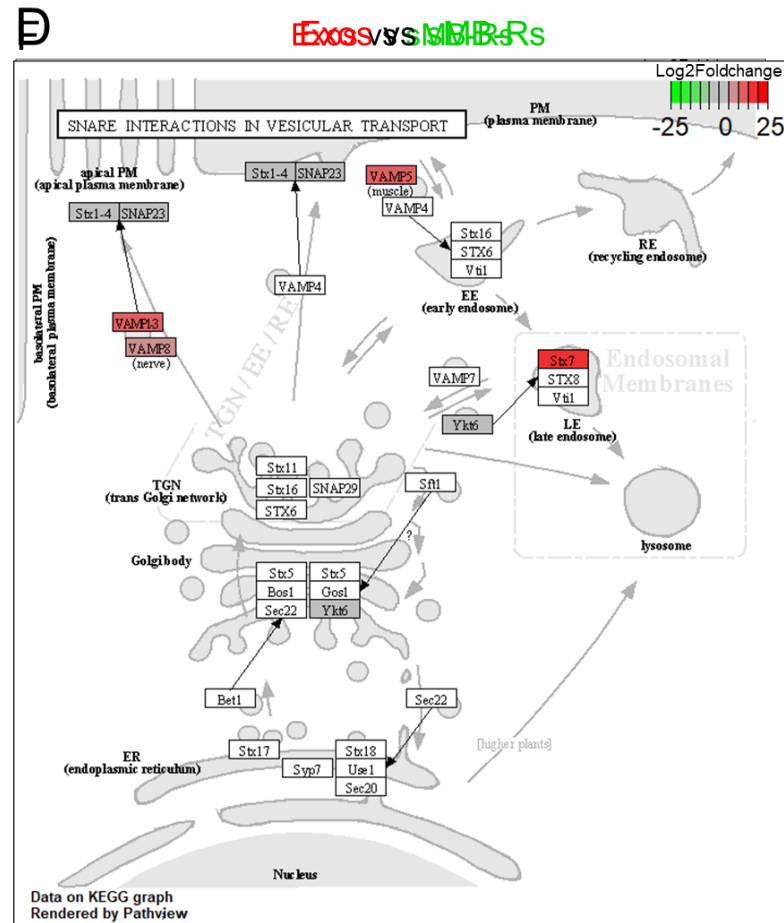 D
Exos vs sMB-Rs
Log2Foldchange
-25 0 25
PM
(plasma membrane)
SNARE INTERACTIONS IN VESICULAR TRANSPORT
apical PM
(apical plasma membrane)
Stx1-4 SNAP23
VAMP5
(muscle)
VAMP4
Stx1-4 SNAP23
Stx16
STX6
Vti1
EE
(early endosome)
RE
(recycling endosome)
basolateral PM
(basolateral plasma membrane)
VAMP4
VAMP1-3
VAMP8
(nerve)
TGN / EE / RE
Endosomal
Membranes
Stx7
STX8
Vti1
LE
(late endosome)
VAMP7
Ykt6
TGN
(trans Golgi network)
Stx11
Stx16 SNAP29
STX6
Sft1
lysosome
?
Golgi body
Stx5 Stx5
Bos1 Gos1
Sec22 Ykt6
Bet1
Sec22
[higher plants]
ER
(endoplasmic reticulum)
Stx17
Syp7
Stx18
Use1
Sec20
Nucleus
Data on KEGG graph
Rendered by Pathview